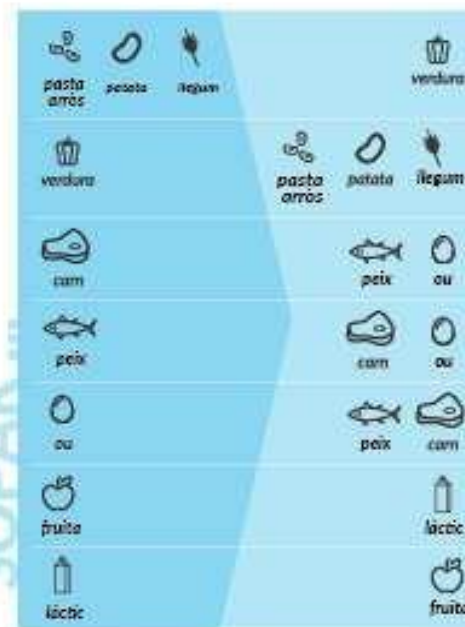 pasta patata llegum verdura
arròs
verdura pasta patata llegum
arròs
carn peix ou
peix carn ou
ou peix carn
fruita làctic
làctic fruita
SOPAR